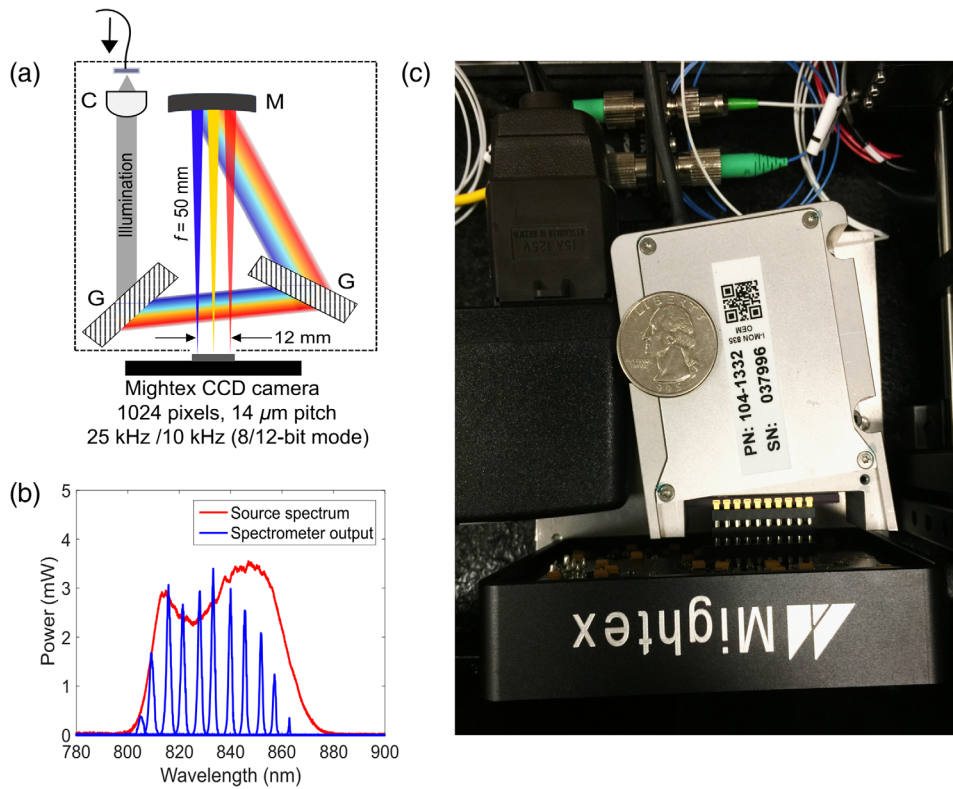 (a)
C
M
Illumination
f = 50 mm
G
G
12 mm
Mightex CCD camera
1024 pixels, 14 μm pitch
25 kHz /10 kHz (8/12-bit mode)
(b)
5
4
3
2
1
0
Power (mW)
Source spectrum
Spectrometer output
780
800
820
840
860
880
900
Wavelength (nm)
(c)
15A 125V
LIBERTY
I-MON 835
OEM
PN: 104-1332
SN: 037996
Mightex